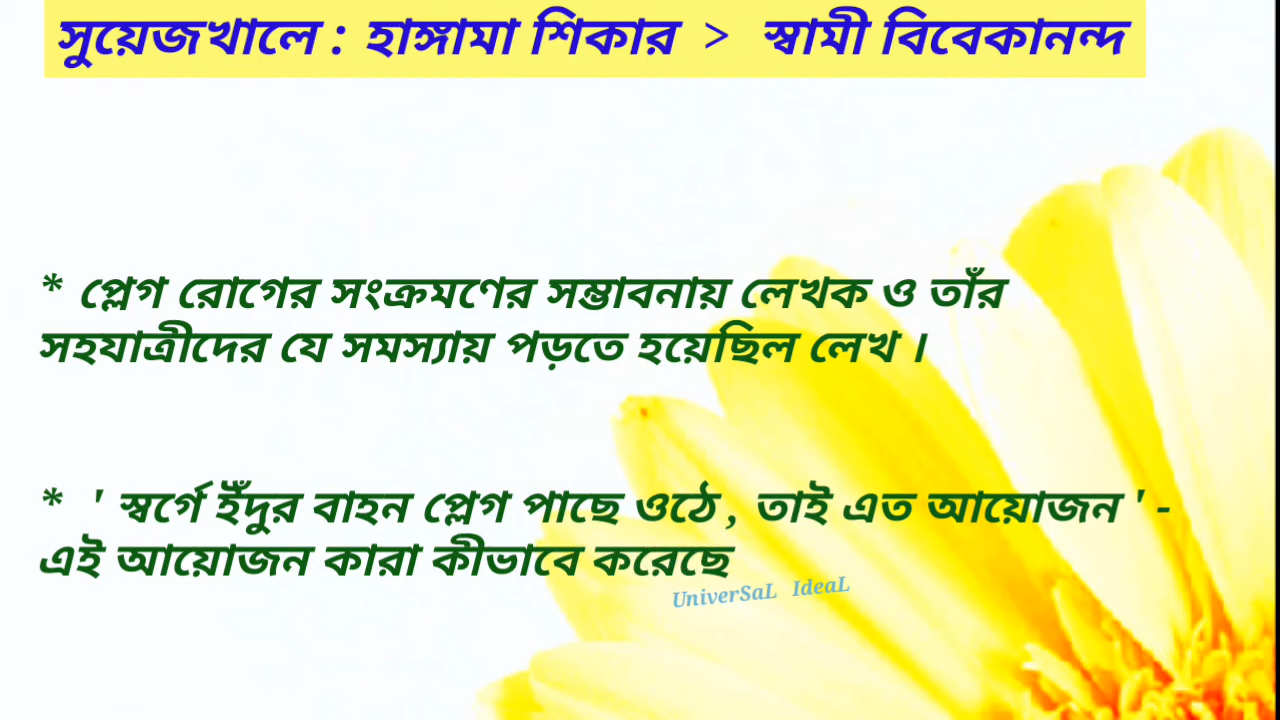 সুয়েজখালে : হাঙ্গামা শিকার > স্বামী বিবেকানন্দ
* প্লেগ রোগের সংক্রমণের সম্ভাবনায় লেখক ও তাঁর
সহযাত্রীদের যে সমস্যায় পড়তে হয়েছিল লেখ ।
* ' স্বর্গে ইঁদুর বাহন প্লেগ পাছে ওঠে , তাই এত আয়োজন ' -
এই আয়োজন কারা কীভাবে করেছে
UniverSaL IdeaL